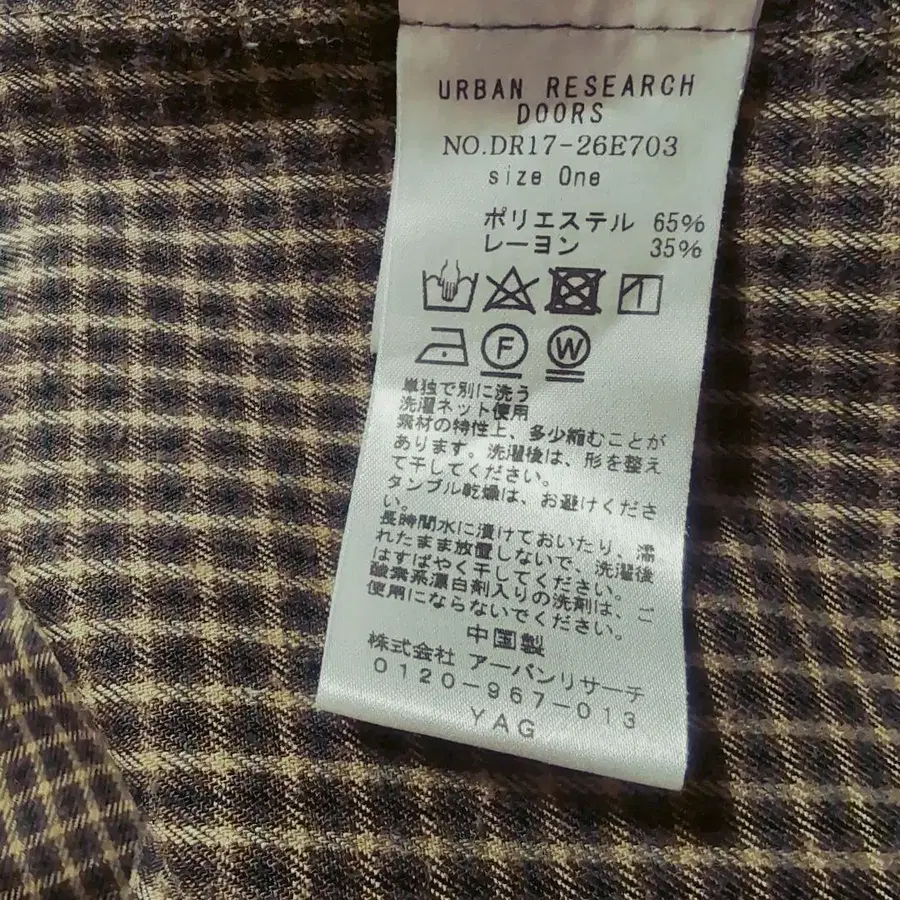 URBAN RESEARCH
DOORS
NO.DR17-26E703
size One
ポリエステル 65%
レーヨン 35%
F W
単独で別に洗う
洗濯ネット使用
素材の特性上、多少縮むことが
あります。洗濯後は、形を整え
て干してください。
タンブル乾燥は、お避けくださ
い。
長時間水に漬けておいたり、濡
れたまま放置しないで、洗濯後
はすばやく干してください。
酸素系漂白剤入りの洗剤は、ご
使用にならないでください。
中国製
株式会社 アーバンリサーチ
0120-967-013
YAG